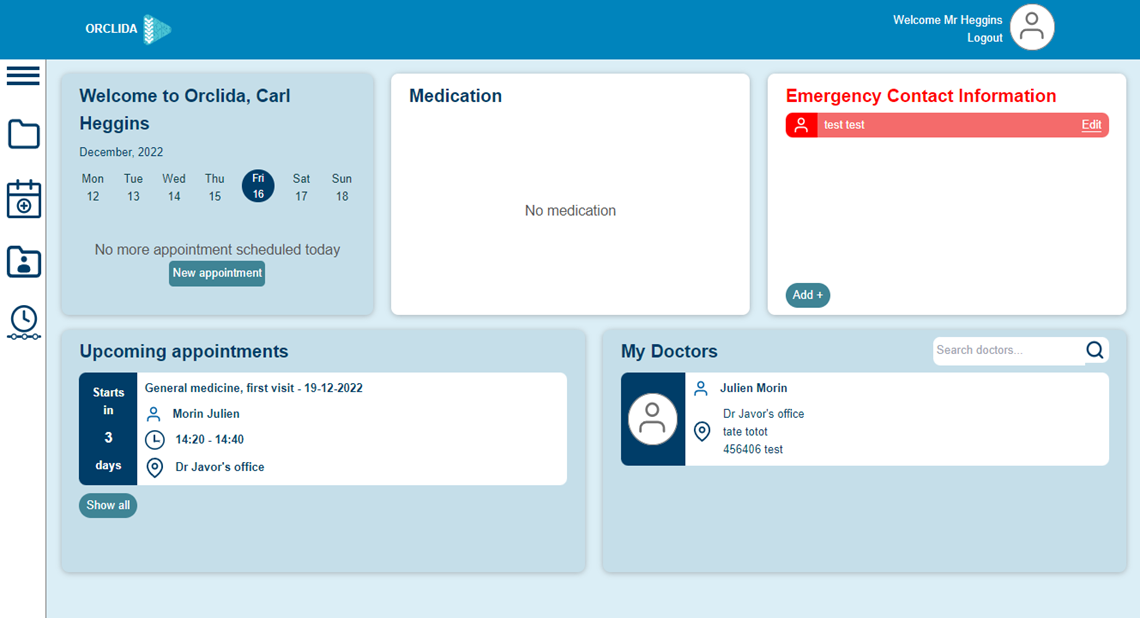 ORCLIDA
Welcome Mr Heggins
Logout
Welcome to Orclida, Carl
Heggins
December, 2022
Mon Tue Wed Thu Fri Sat Sun
12 13 14 15 16 17 18
No more appointment scheduled today
New appointment
Medication
No medication
Emergency Contact Information
test test Edit
Add +
Upcoming appointments
Starts
in
3
days
General medicine, first visit - 19-12-2022
Morin Julien
14:20 - 14:40
Dr Javor's office
Show all
My Doctors
Search doctors...
Julien Morin
Dr Javor's office
tate totot
456406 test